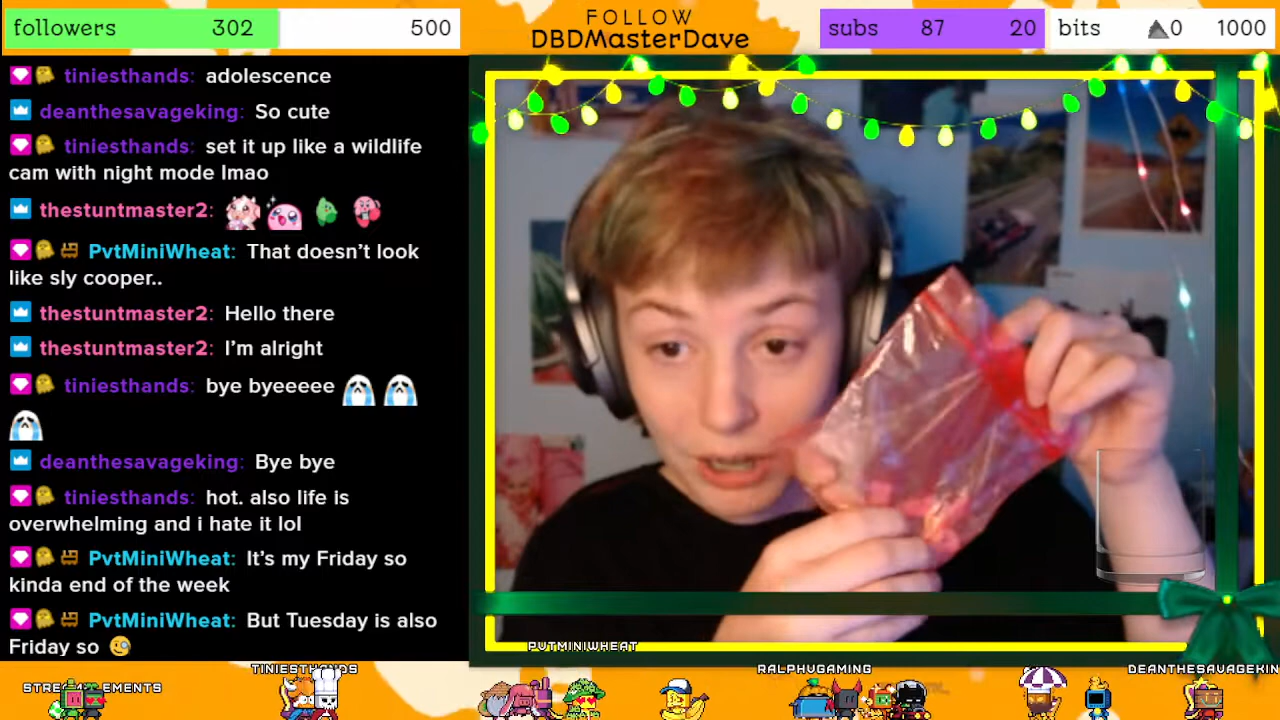 followers 302 500
FOLLOW
DBDMasterDave
subs 87 20
bits 0 1000
tiniesthands: adolescence
deanthesavageking: So cute
tiniesthands: set it up like a wildlife
cam with night mode lmao
thestuntmaster2:
PvtMiniWheat: That doesn't look
like sly cooper..
thestuntmaster2: Hello there
thestuntmaster2: I'm alright
tiniesthands: bye byeeeee
deanthesavageking: Bye bye
tiniesthands: hot. also life is
overwhelming and i hate it lol
PvtMiniWheat: It's my Friday so
kinda end of the week
PvtMiniWheat: But Tuesday is also
Friday so
PVTMINIWHEAT
TINIESTHANDS
RALPHVGAMING
DEANTHESAVAGEKIN